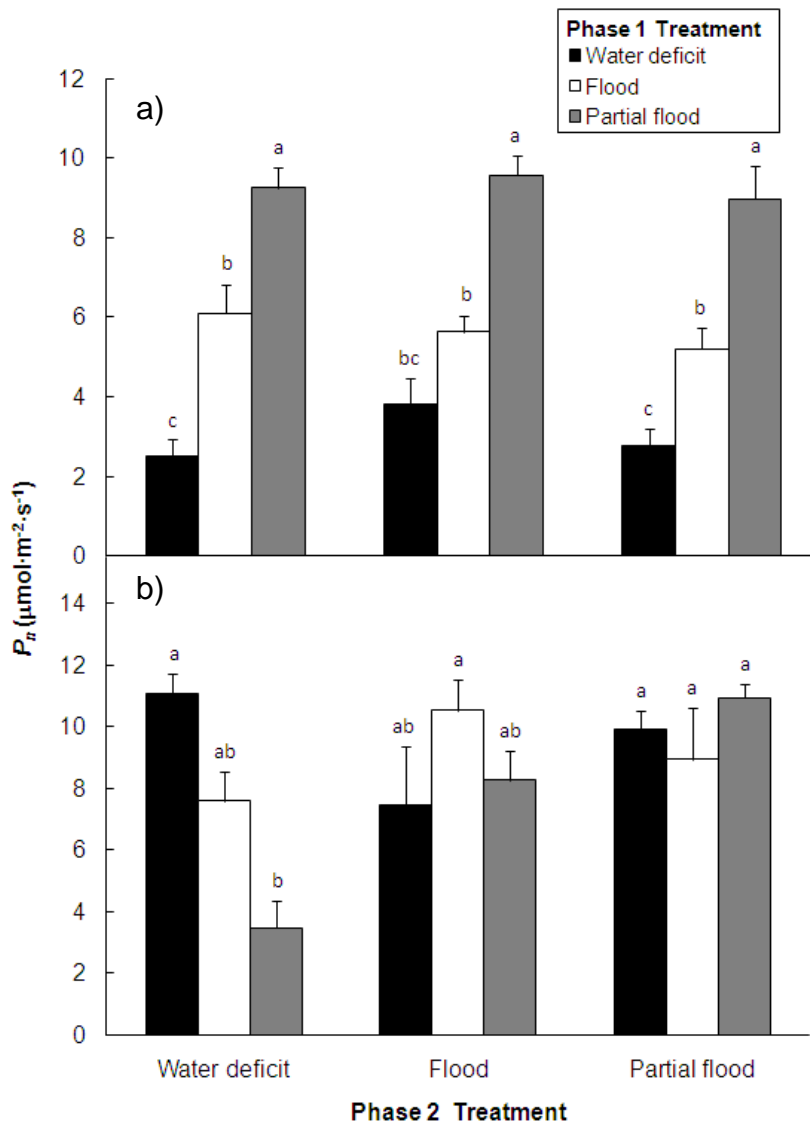 Phase 1 Treatment
Water deficit
Flood
Partial flood
a)
12
10
8
6
4
2
0
a
a
a
b
b
b
c
bc
c
b)
14
12
10
8
6
4
2
0
a
ab
b
ab
a
ab
a
a
a
Pn (μmol·m-2·s-1)
Water deficit Flood Partial flood
Phase 2 Treatment